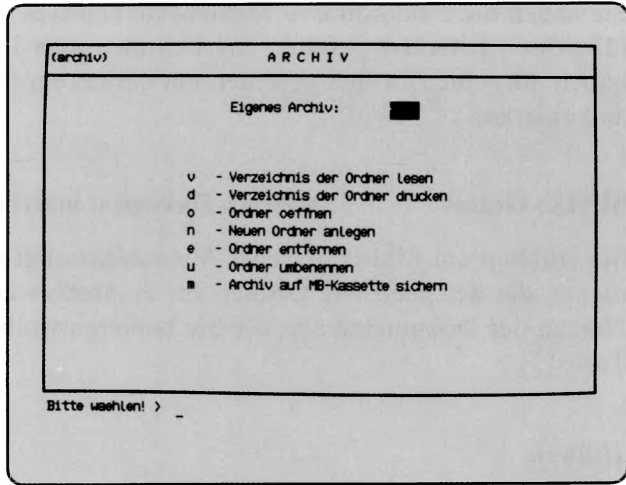 (archiv) ARCHIV
Eigenes Archiv:
v - Verzeichnis der Ordner lesen
d - Verzeichnis der Ordner drucken
o - Ordner oeffnen
n - Neuen Ordner anlegen
e - Ordner entfernen
u - Ordner umbenennen
m - Archiv auf MB-Kassette sichern
Bitte waehlen! > _